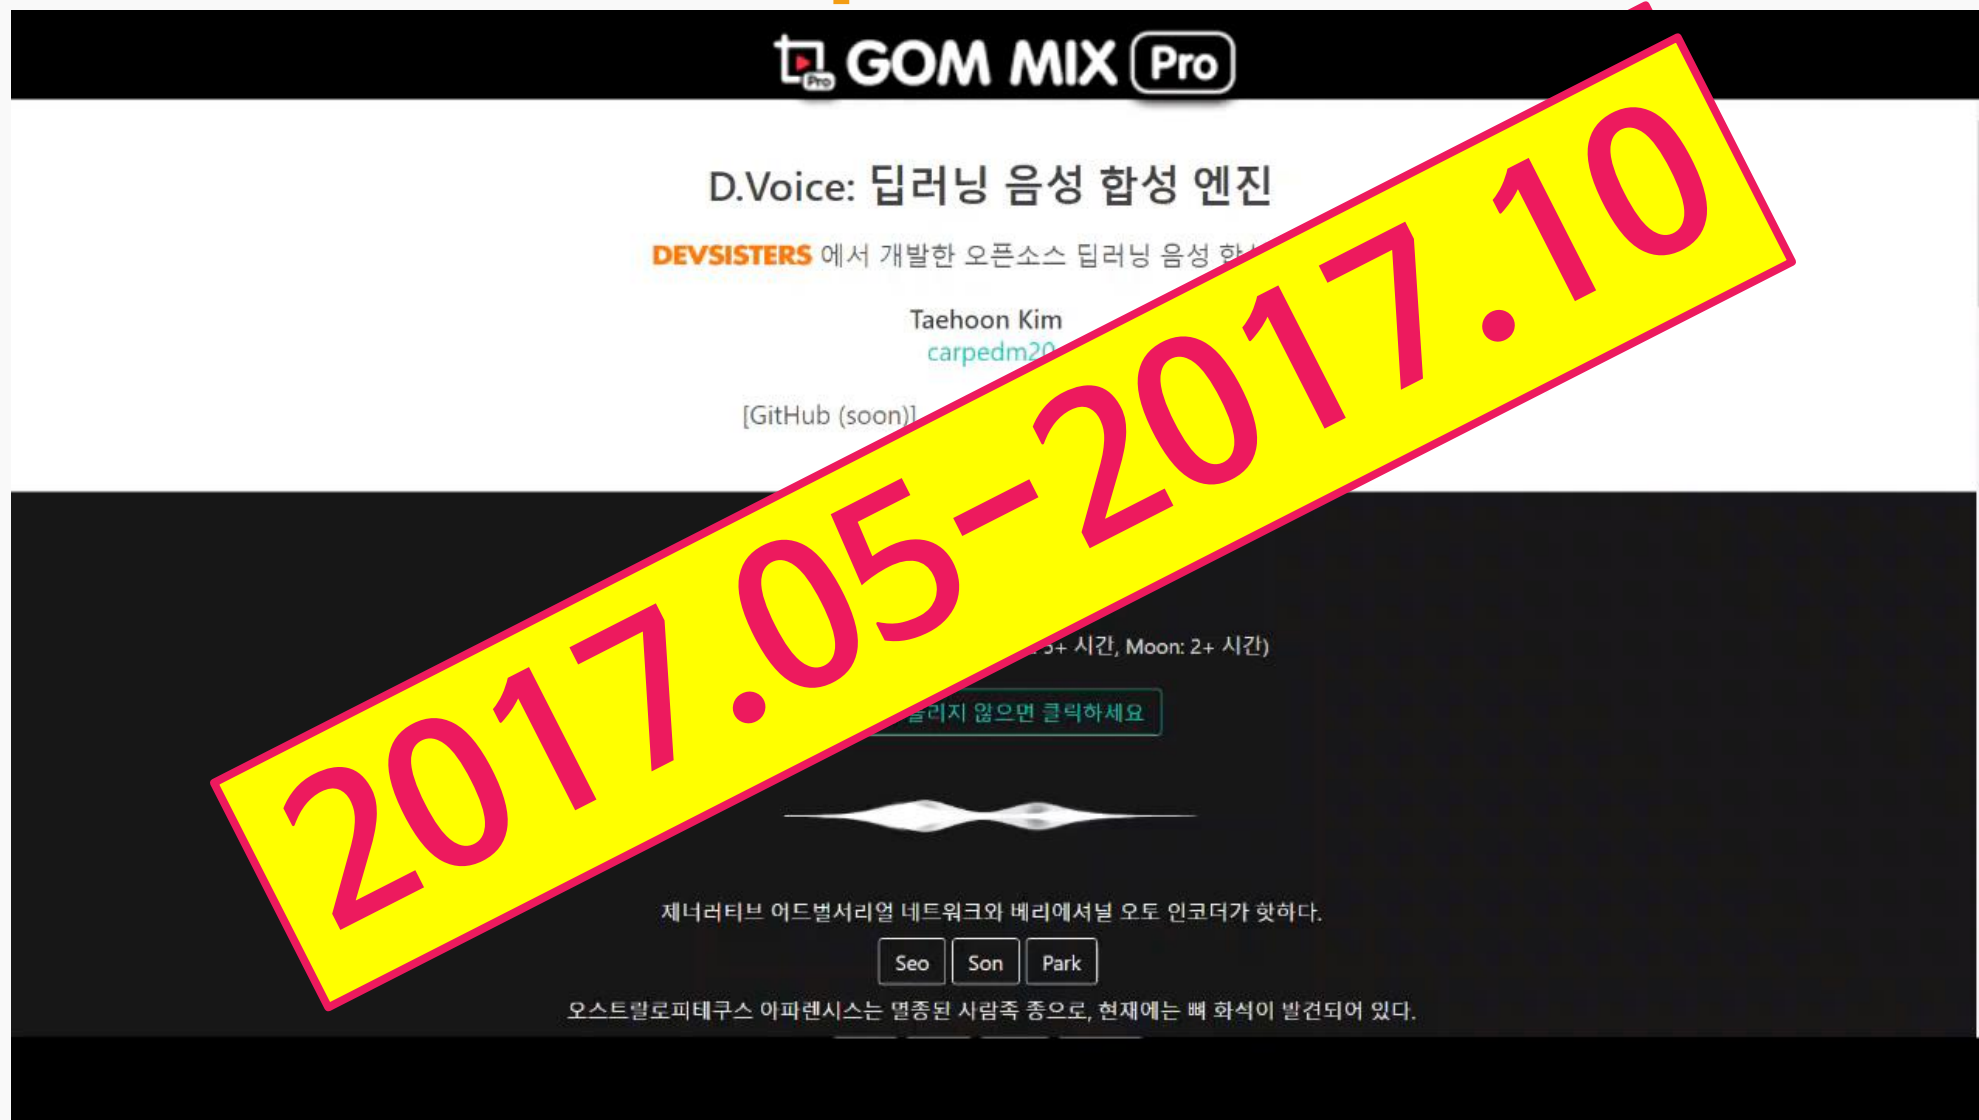 Pro GOM MIX Pro
D.Voice: 딥러닝 음성 합성 엔진
DEVSISTERS 에서 개발한 오픈소스 딥러닝 음성
Taehoon Kim
carpedm20
[GitHub (soon)]
2017.05-2017.10
시간, Moon: 2+ 시간)
않으면 클릭하세요
제너러티브 어드벌서리얼 네트워크와 베리에셔널 오토 인코더가 핫하다.
Seo Son Park
오스트랄로피테쿠스 아파렌시스는 멸종된 사람족 종으로, 현재에는 뼈 화석이 발견되어 있다.